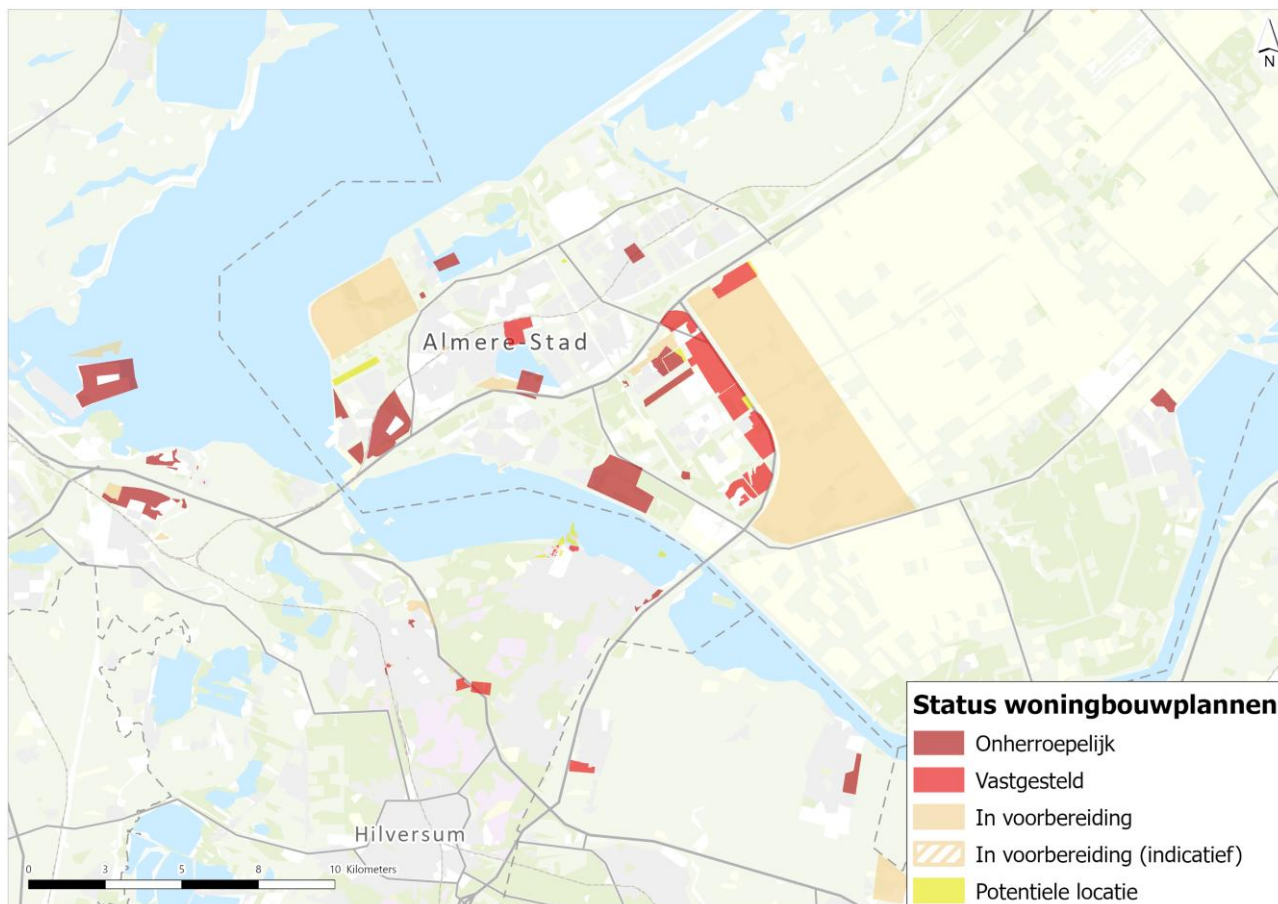 N
Almere-Stad
Hilversum
0 3 5 8 10 Kilometers
Status woningbouwplannen
Onherroepelijk
Vastgesteld
In voorbereiding
In voorbereiding (indicatief)
Potentiele locatie